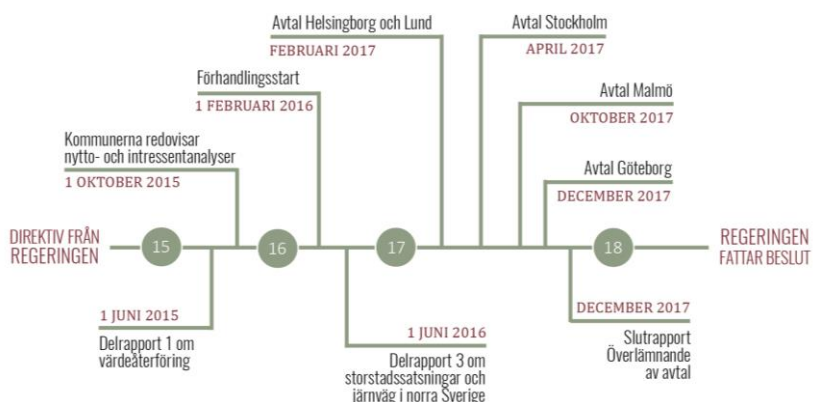 Avtal Helsingborg och Lund
FEBRUARI 2017
Avtal Stockholm
APRIL 2017
Förhandlingsstart
1 FEBRUARI 2016
Avtal Malmö
OKTOBER 2017
Kommunerna redovisar
nytto- och intressentanalyser
1 OKTOBER 2015
Avtal Göteborg
DECEMBER 2017
DIREKTIV FRÅN
REGERINGEN
15
16
17
18
REGERINGEN
FATTAR BESLUT
1 JUNI 2015
Delrapport 1 om
värdeåterföring
1 JUNI 2016
Delrapport 3 om
storstadssatsningar och
järnväg i norra Sverige
DECEMBER 2017
Slutrapport
Överlämnande
av avtal